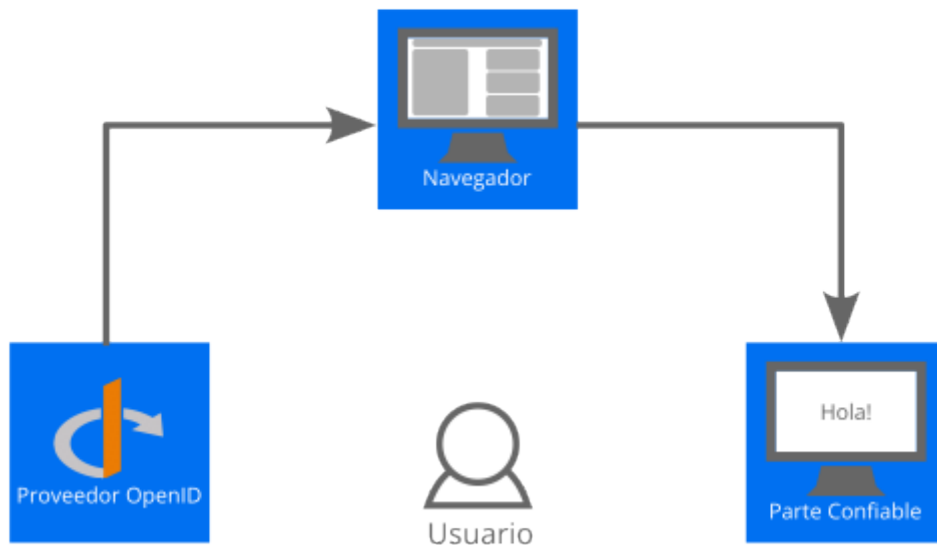 Navegador
Proveedor OpenID
Usuario
Hola!
Parte Confiable